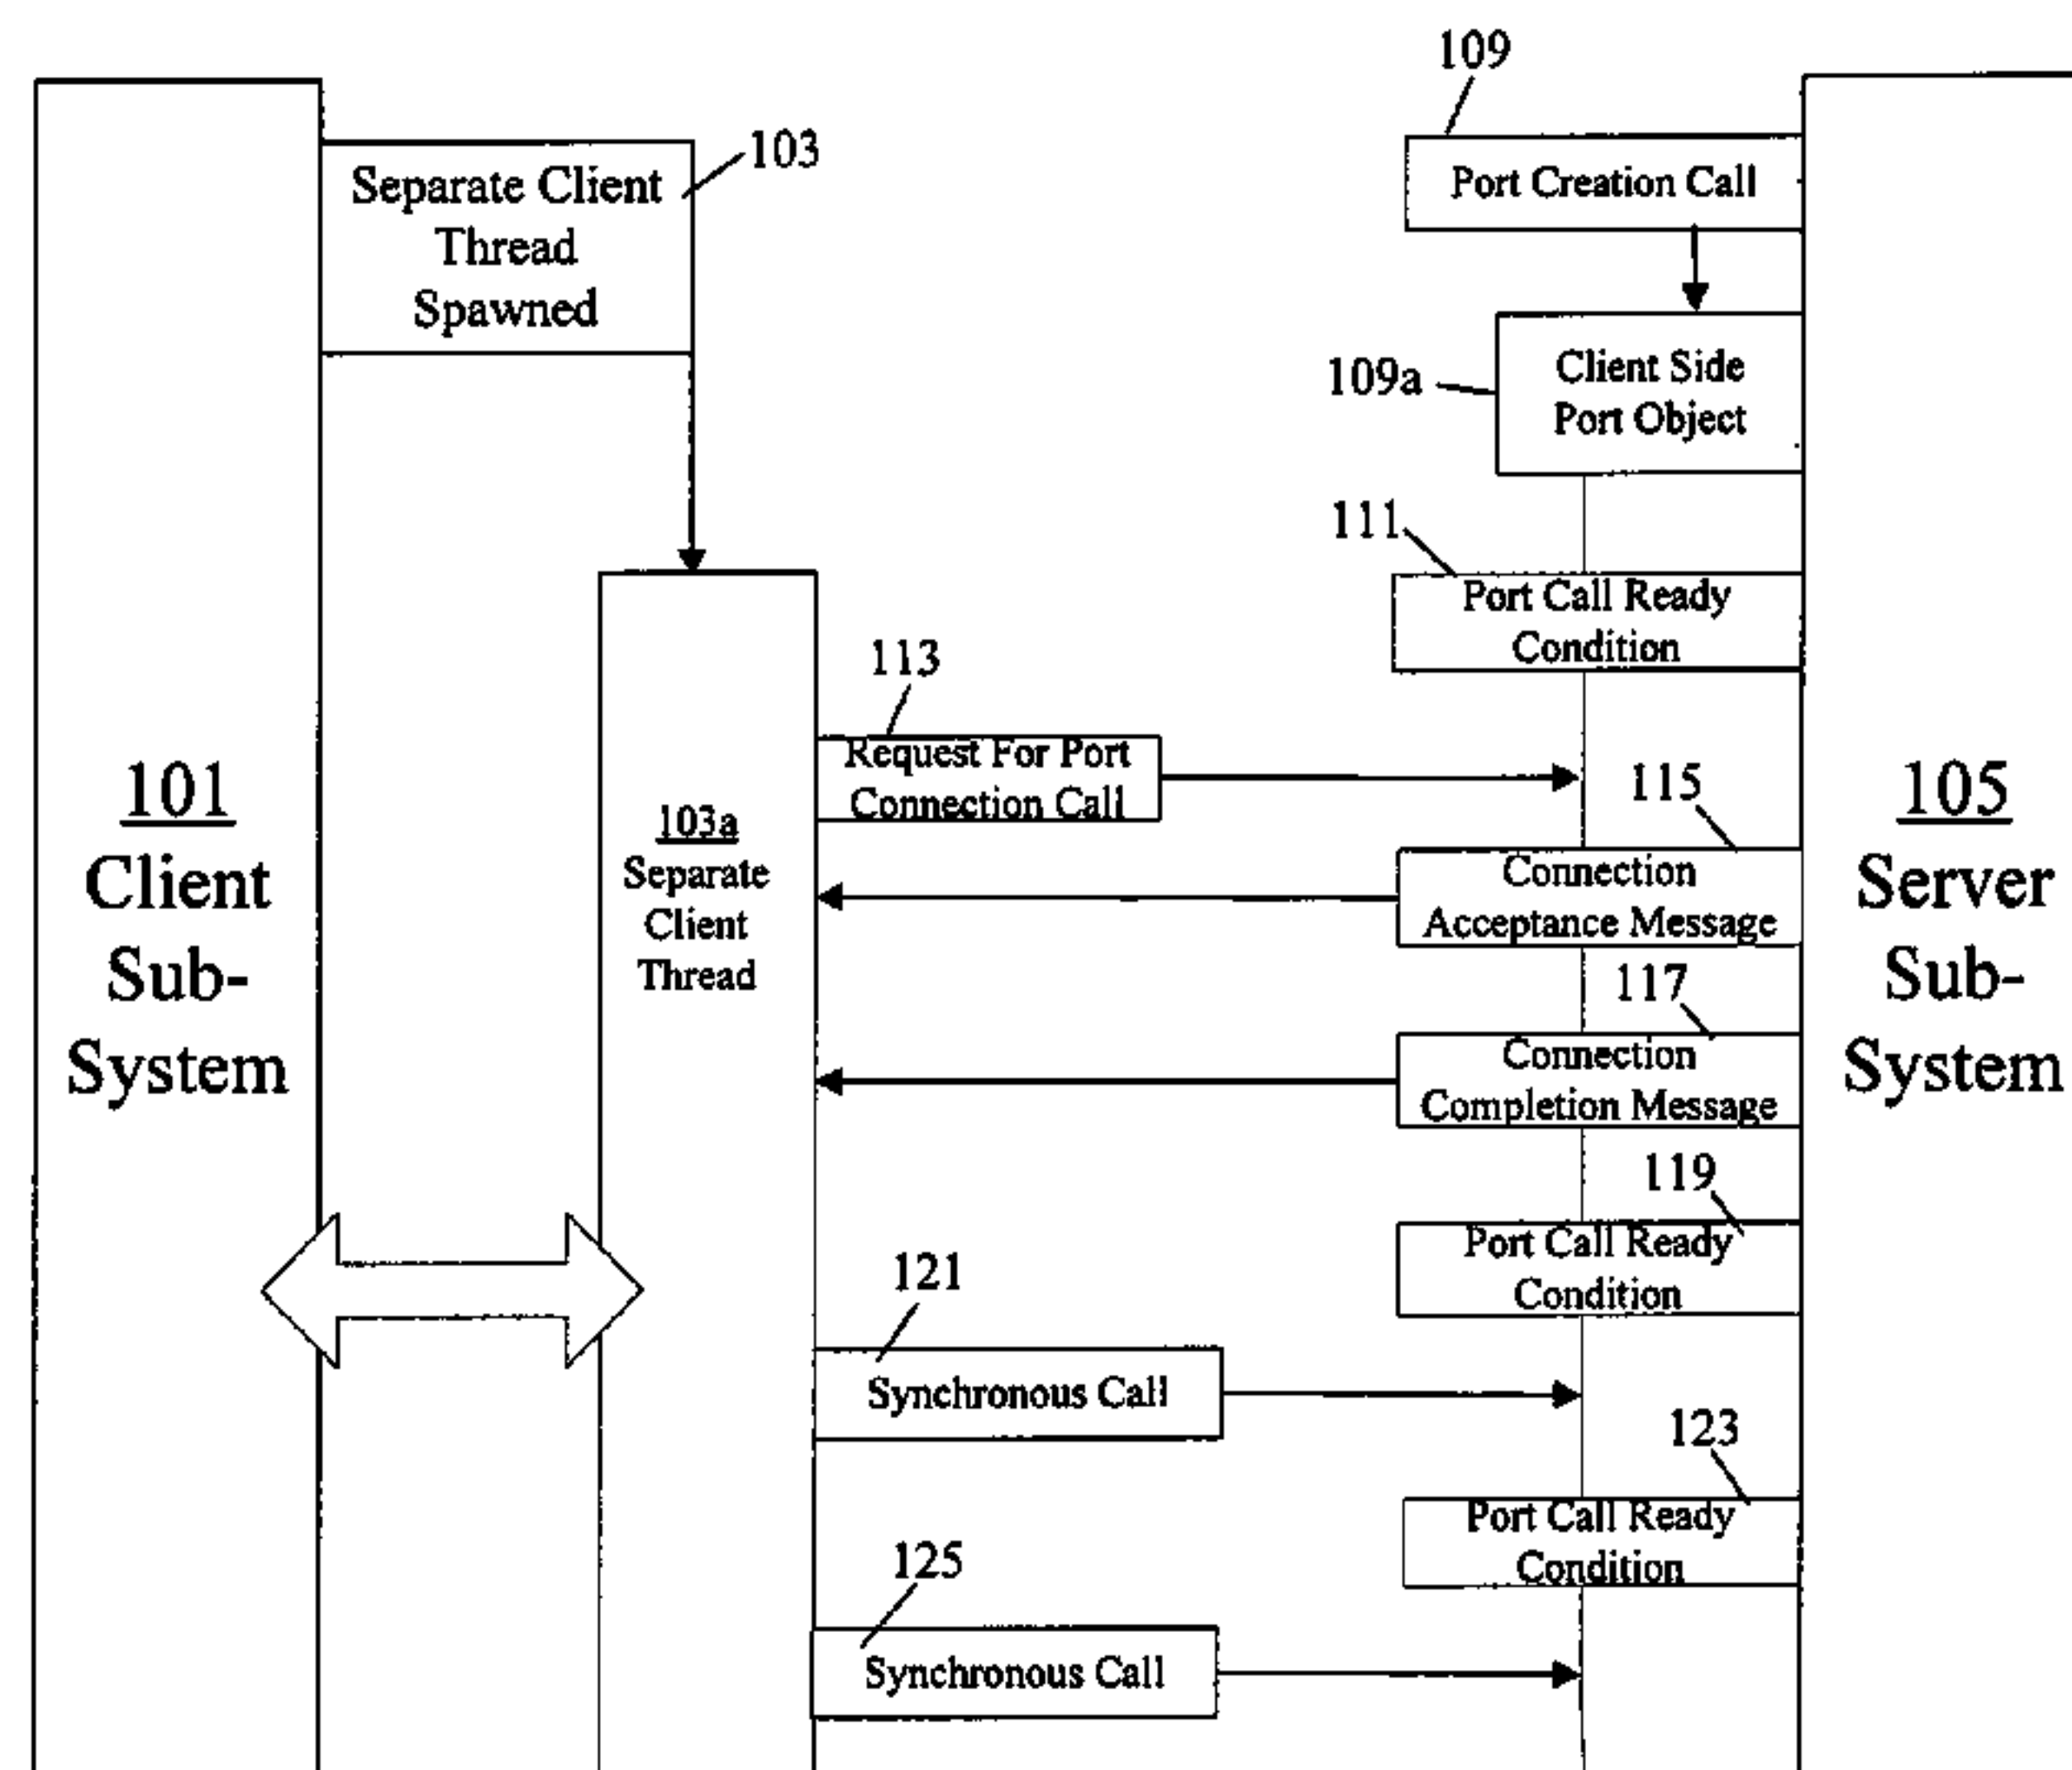 109
103
Separate Client
Thread
Spawned
Port Creation Call
109a
Client Side
Port Object
111
Port Call Ready
Condition
113
Request For Port
Connection Call
101
Client
Sub-
System
103a
Separate
Client
Thread
115
Connection
Acceptance Message
105
Server
Sub-
System
117
Connection
Completion Message
119
Port Call Ready
Condition
121
Synchronous Call
123
Port Call Ready
Condition
125
Synchronous Call